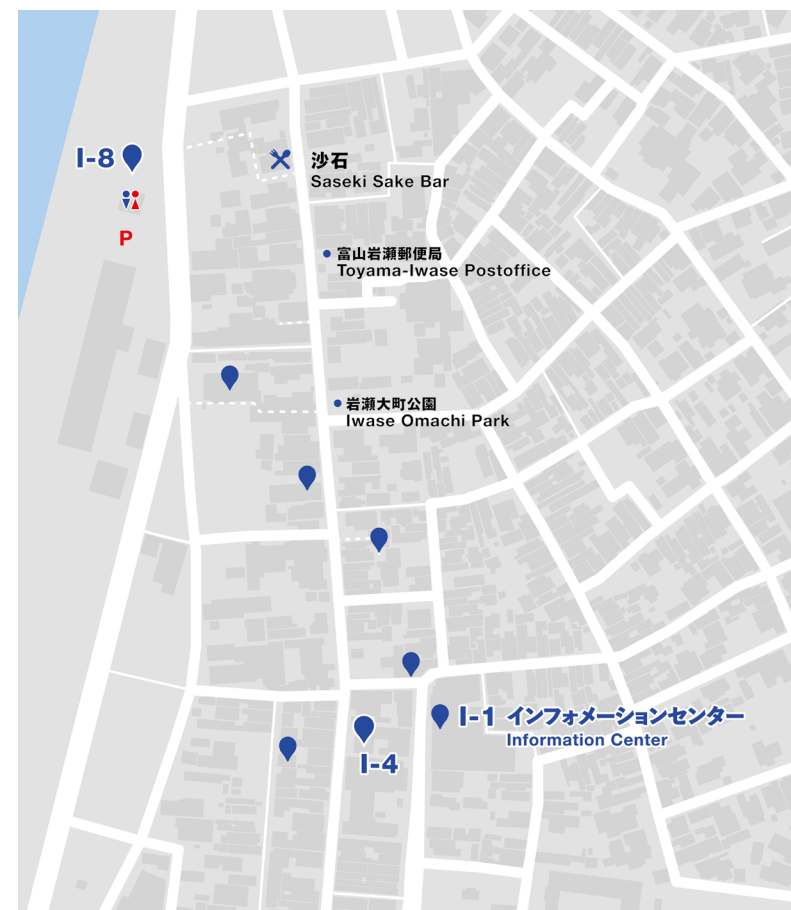 I-8
沙石
Saseki Sake Bar
P
富山岩瀬郵便局
Toyama-Iwase Postoffice
岩瀬大町公園
Iwase Omachi Park
I-1 インフォメーションセンター
Information Center
I-4